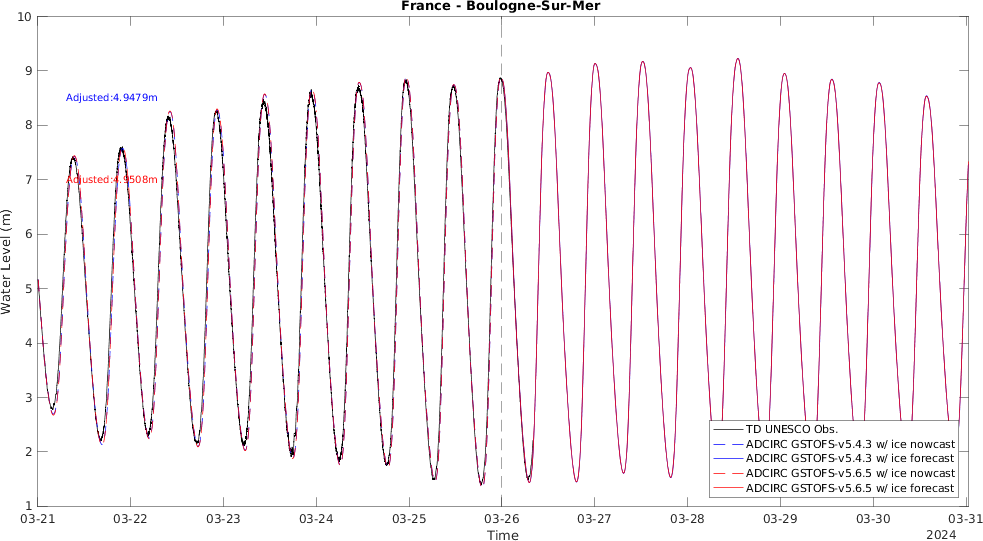 France - Boulogne-Sur-Mer
10
9
8
7
6
5
4
3
2
1
Water Level (m)
Adjusted:4.9479m
Adjusted:4.9508m
TD UNESCO Obs.
ADCIRC GSTOFS-v5.4.3 w/ ice nowcast
ADCIRC GSTOFS-v5.4.3 w/ ice forecast
ADCIRC GSTOFS-v5.6.5 w/ ice nowcast
ADCIRC GSTOFS-v5.6.5 w/ ice forecast
03-21 03-22 03-23 03-24 03-25 03-26 03-27 03-28 03-29 03-30 03-31
Time
2024